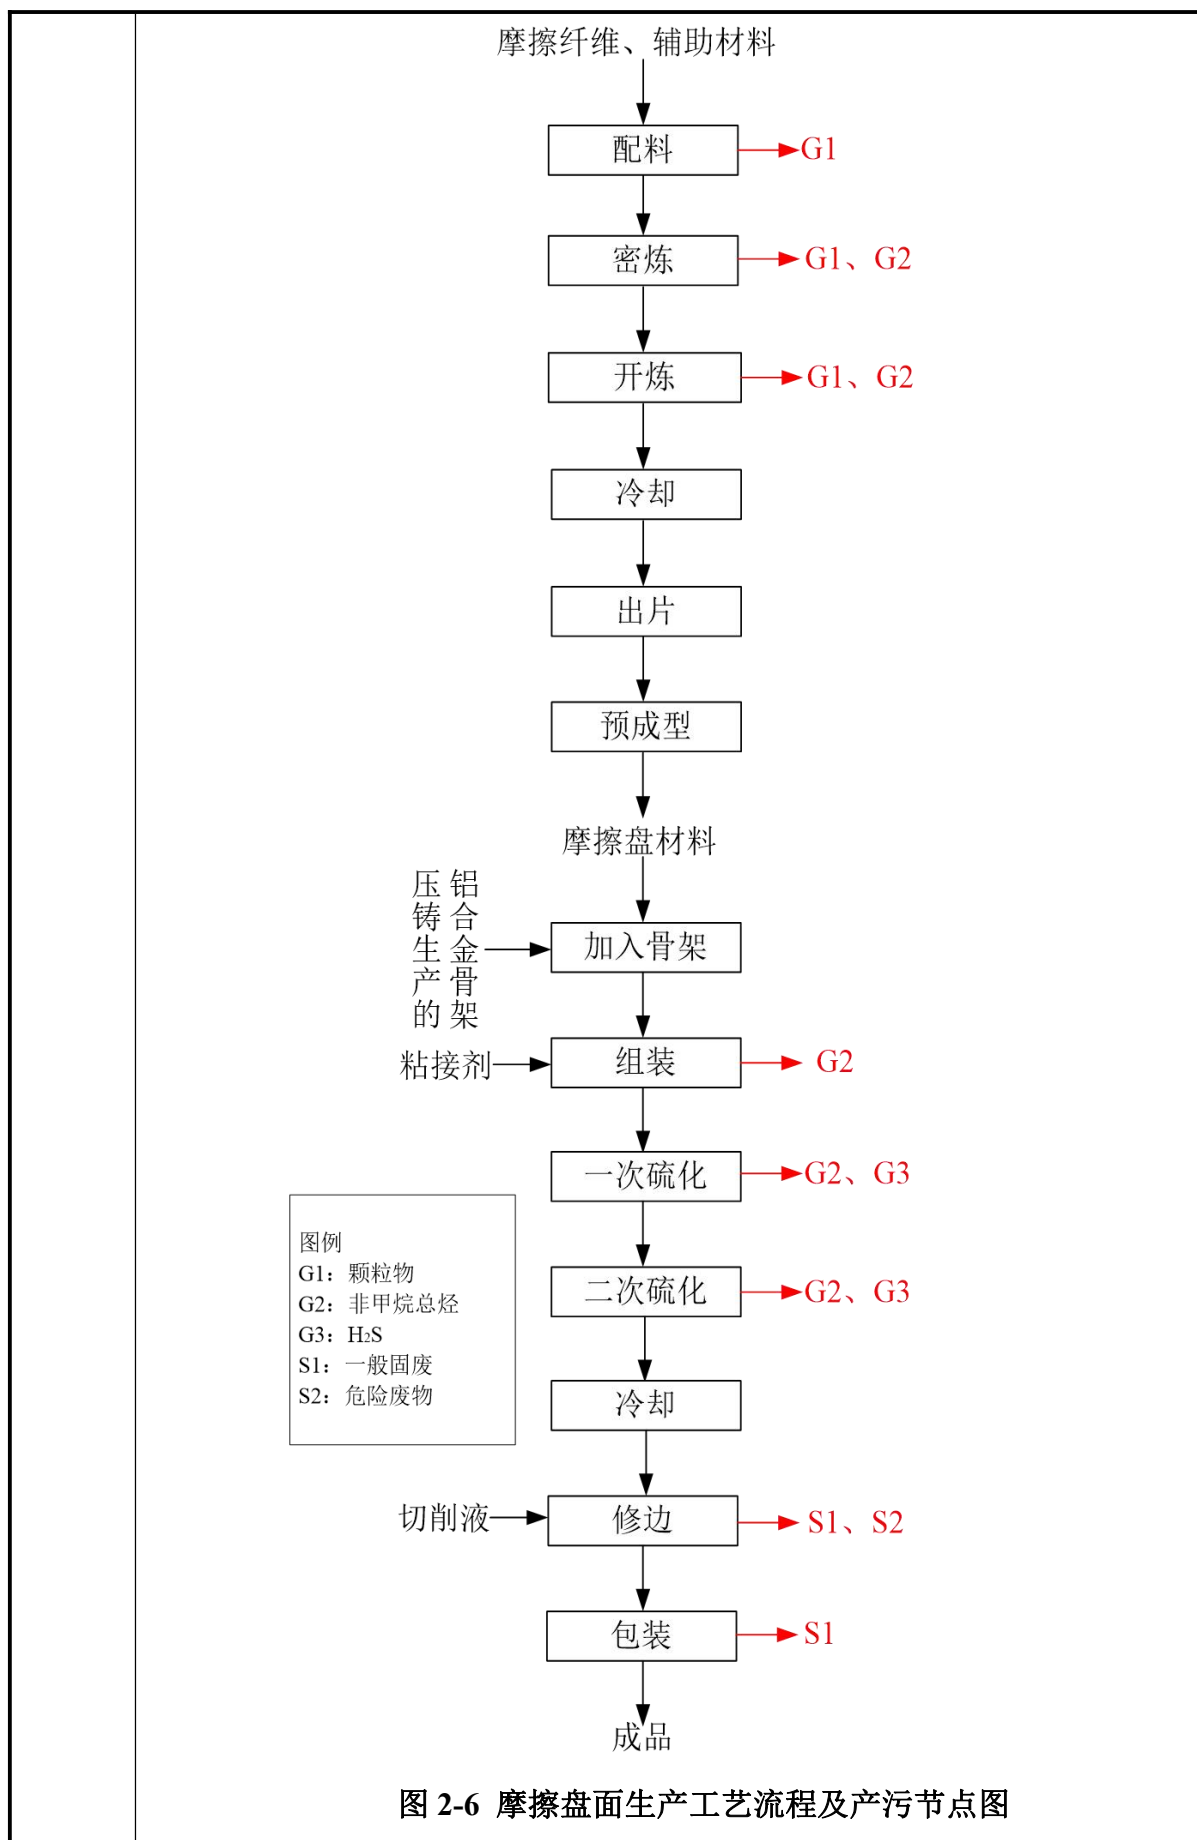 摩擦纤维、辅助材料
配料
G1
密炼
G1、G2
开炼
G1、G2
冷却
出片
预成型
摩擦盘材料
铝合金骨架
压铸生产的
加入骨架
粘接剂
组装
G2
一次硫化
G2、G3
二次硫化
G2、G3
图例
G1：颗粒物
G2：非甲烷总烃
G3：H₂S
S1：一般固废
S2：危险废物
冷却
切削液
修边
S1、S2
包装
S1
成品
图 2-6 摩擦盘面生产工艺流程及产污节点图